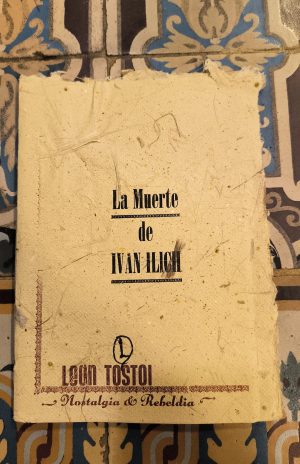 La Muerte
de
IVAN ILICH
L
LEON TOSTOI
Nostalgia & Rebeldia